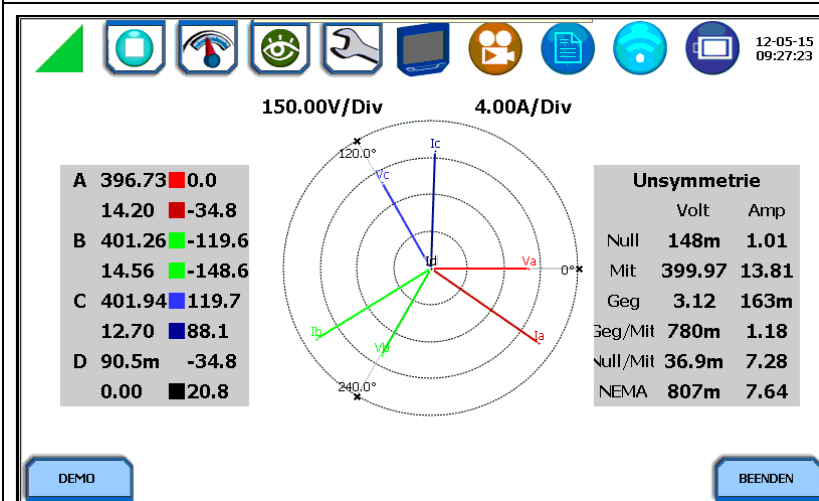 12-05-15
09:27:23
150.00V/Div 4.00A/Div
A 396.73 0.0
14.20 -34.8
B 401.26 -119.6
14.56 -148.6
C 401.94 119.7
12.70 88.1
D 90.5m -34.8
0.00 20.8
120.0°
Ic
Vc
Id
Va
0°
Ib
Vb
Ia
240.0°
Unsymmetrie
Volt Amp
Null 148m 1.01
Mit 399.97 13.81
Geg 3.12 163m
Geg/Mit 780m 1.18
Null/Mit 36.9m 7.28
NEMA 807m 7.64
DEMO
BEENDEN